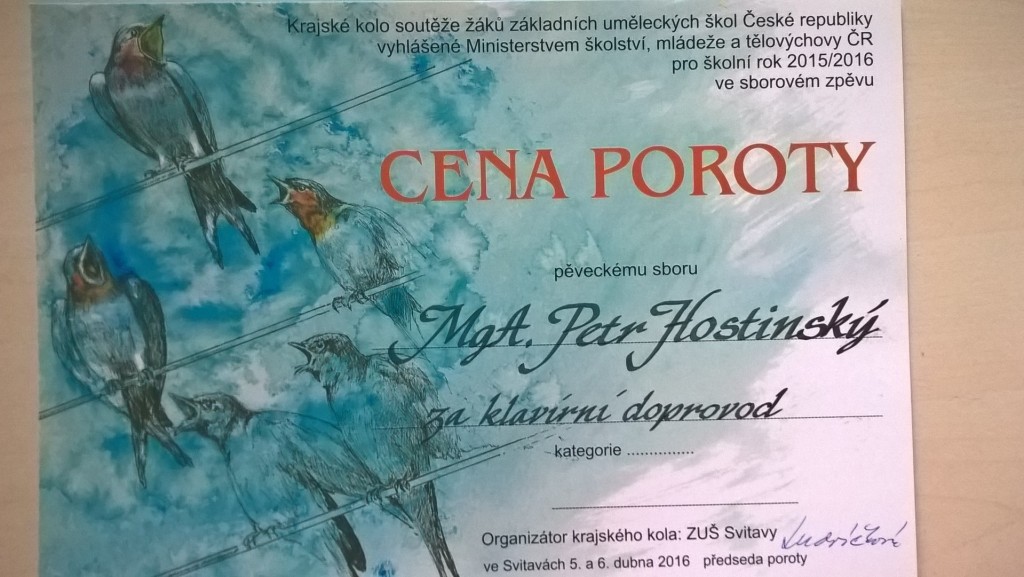 Krajské kolo soutěže žáků základních uměleckých škol České republiky
vyhlášené Ministerstvem školství, mládeže a tělovýchovy ČR
pro školní rok 2015/2016
ve sborovém zpěvu
CENA POROTY
pěveckému sboru
MgA. Petr Hostinský
za klavírní doprovod
kategorie ...............
Organizátor krajského kola: ZUŠ Svitavy
ve Svitavách 5. a 6. dubna 2016 předseda poroty